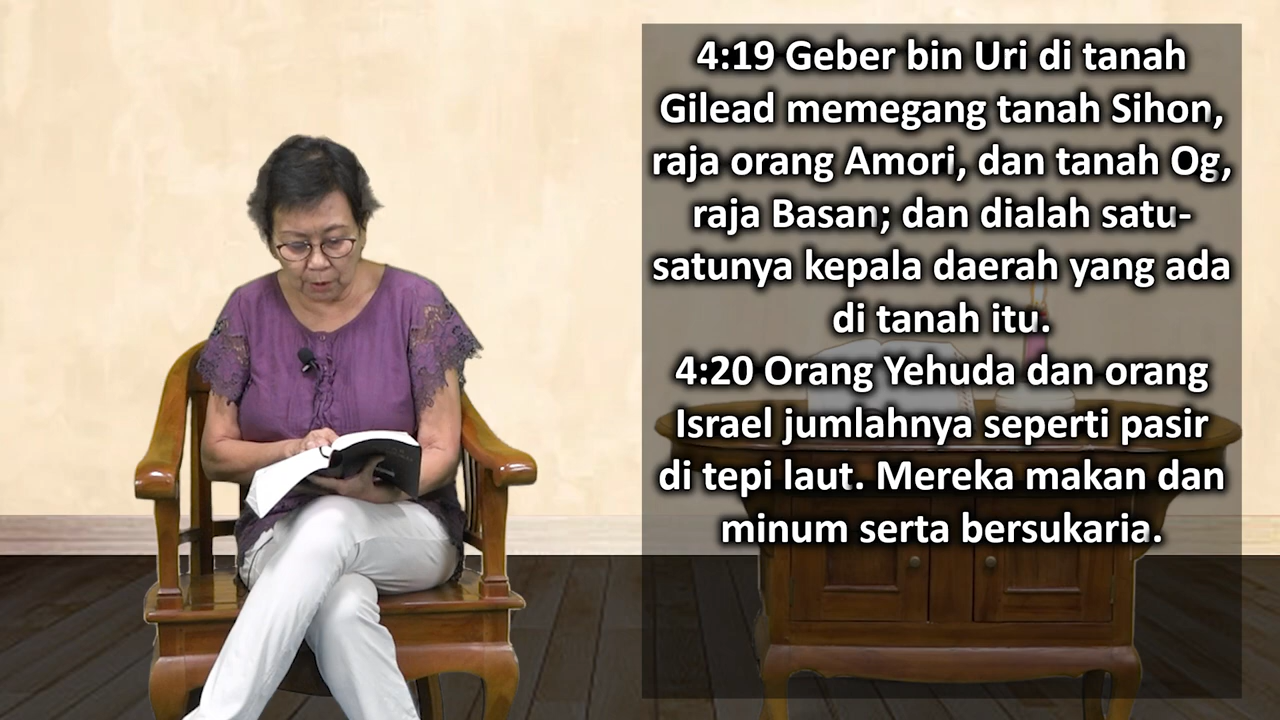 4:19 Geber bin Uri di tanah
Gilead memegang tanah Sihon,
raja orang Amori, dan tanah Og,
raja Basan; dan dialah satu-
satunya kepala daerah yang ada
di tanah itu.
4:20 Orang Yehuda dan orang
Israel jumlahnya seperti pasir
di tepi laut. Mereka makan dan
minum serta bersukaria.